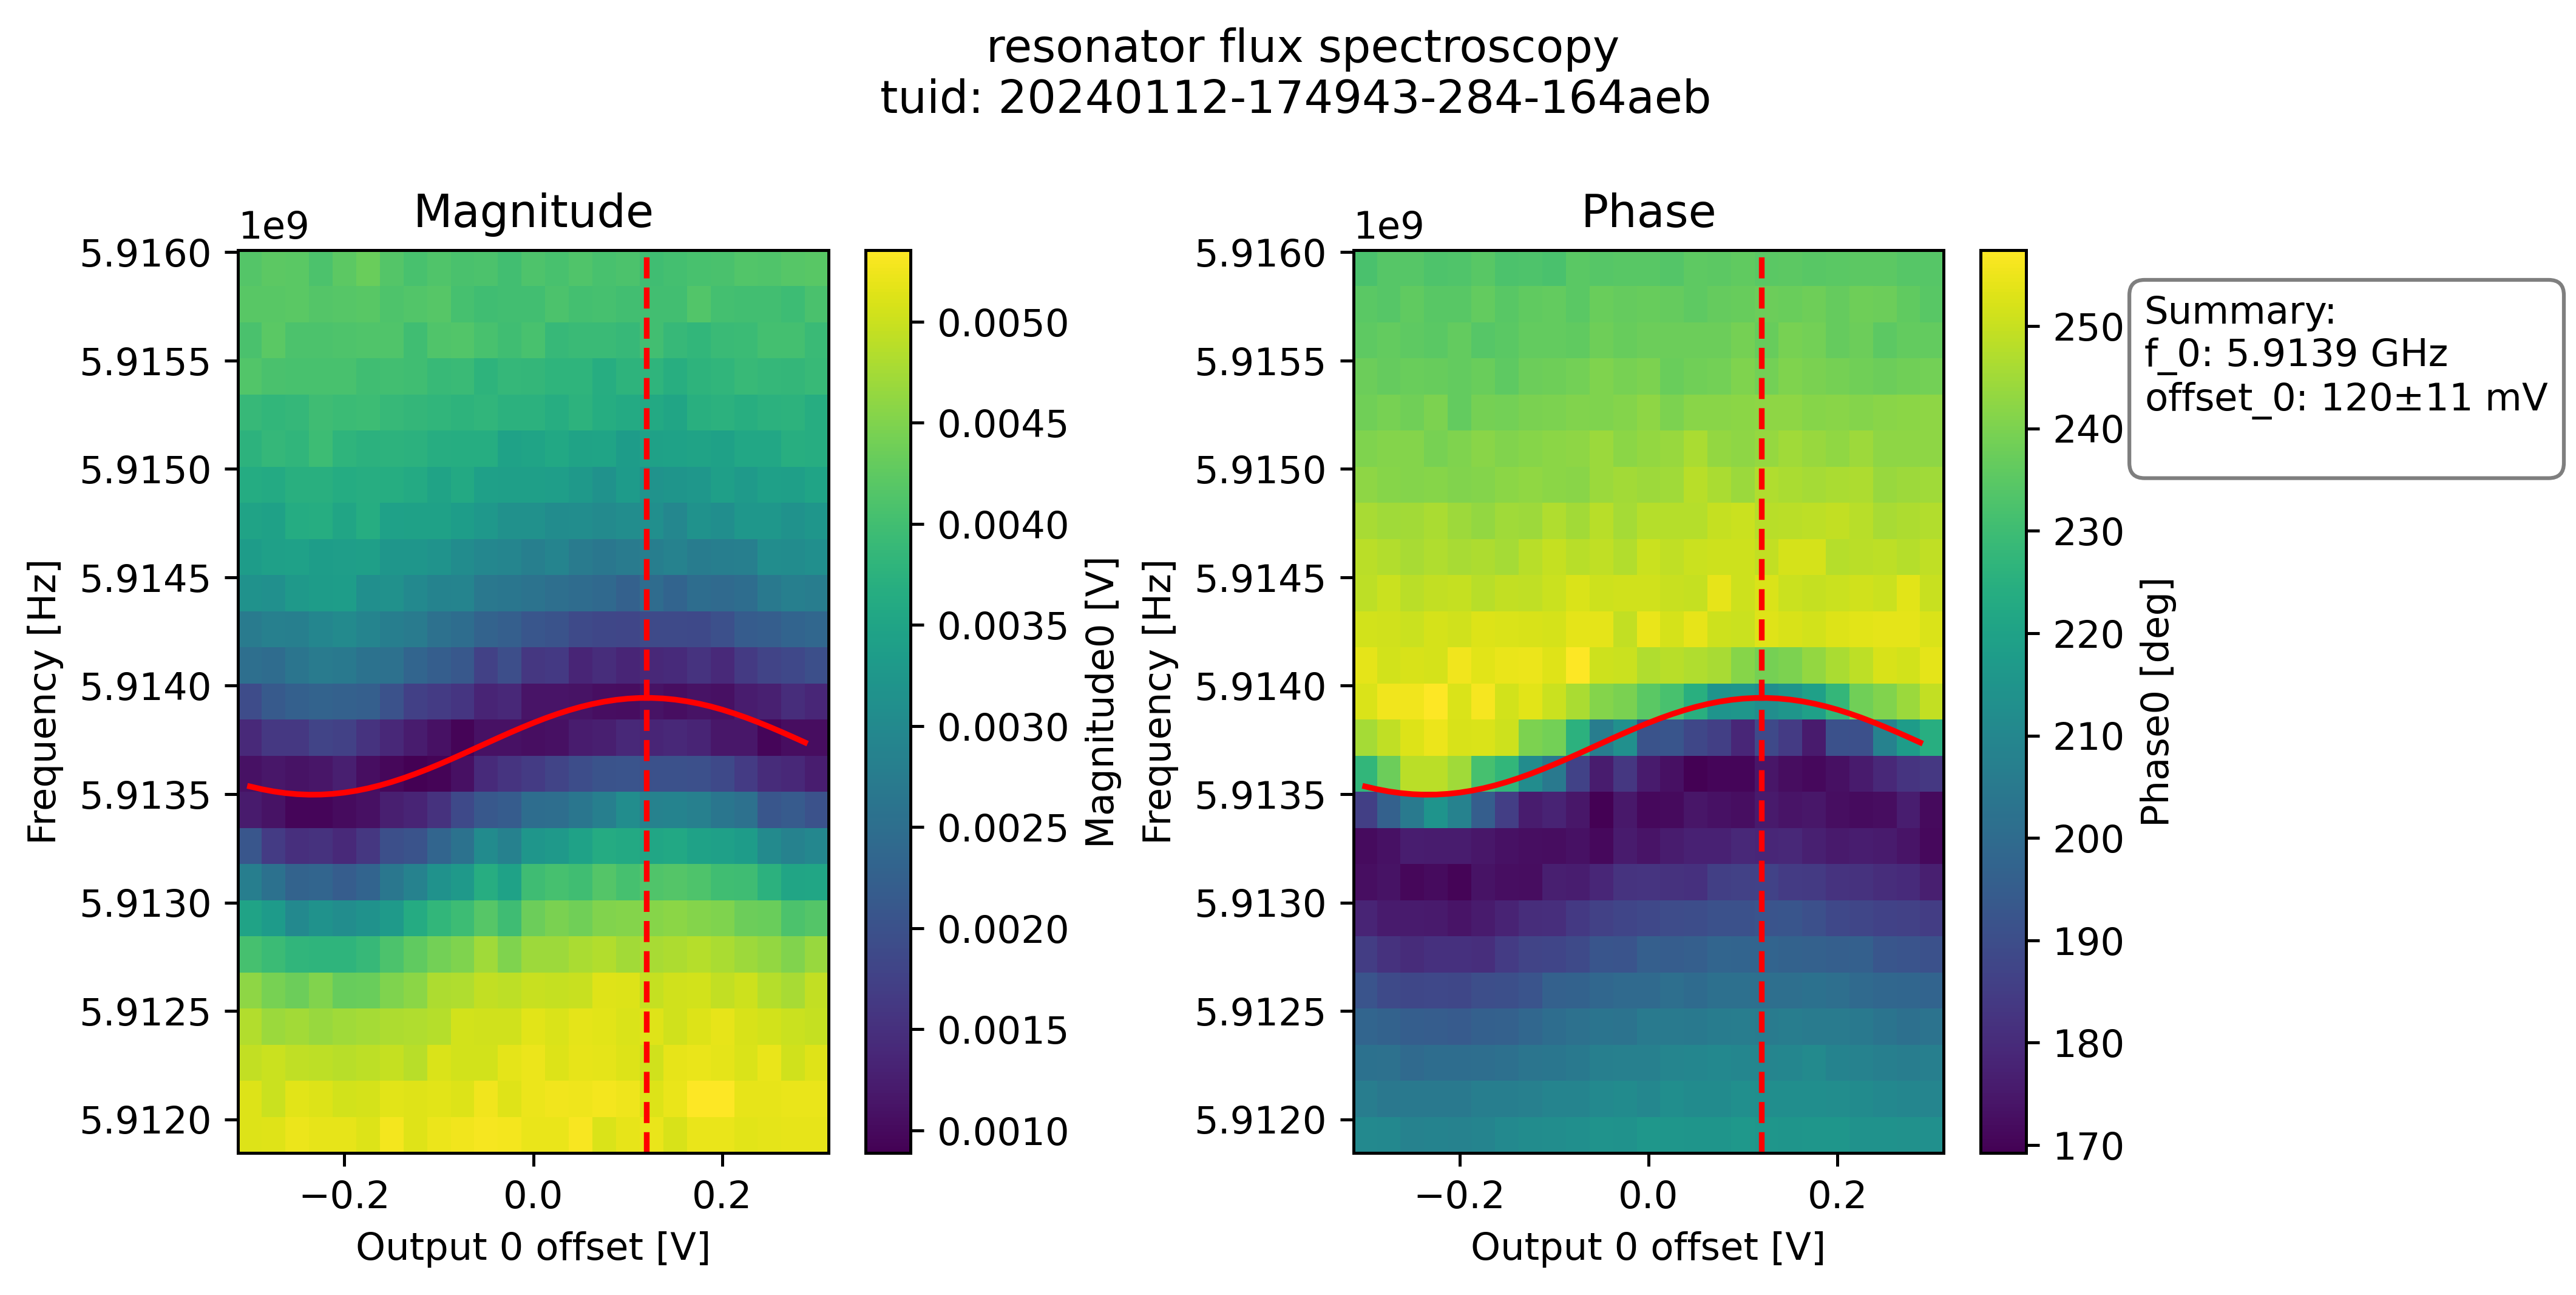 resonator flux spectroscopy
tuid: 20240112-174943-284-164aeb
Magnitude
1e9
5.9160
5.9155
5.9150
5.9145
5.9140
5.9135
5.9130
5.9125
5.9120
Frequency [Hz]
−0.2
0.0
0.2
Output 0 offset [V]
0.0050
0.0045
0.0040
0.0035
0.0030
0.0025
0.0020
0.0015
0.0010
Magnitude0 [V]
Phase
1e9
5.9160
5.9155
5.9150
5.9145
5.9140
5.9135
5.9130
5.9125
5.9120
Frequency [Hz]
−0.2
0.0
0.2
Output 0 offset [V]
250
240
230
220
210
200
190
180
170
Phase0 [deg]
Summary:
f_0: 5.9139 GHz
offset_0: 120±11 mV